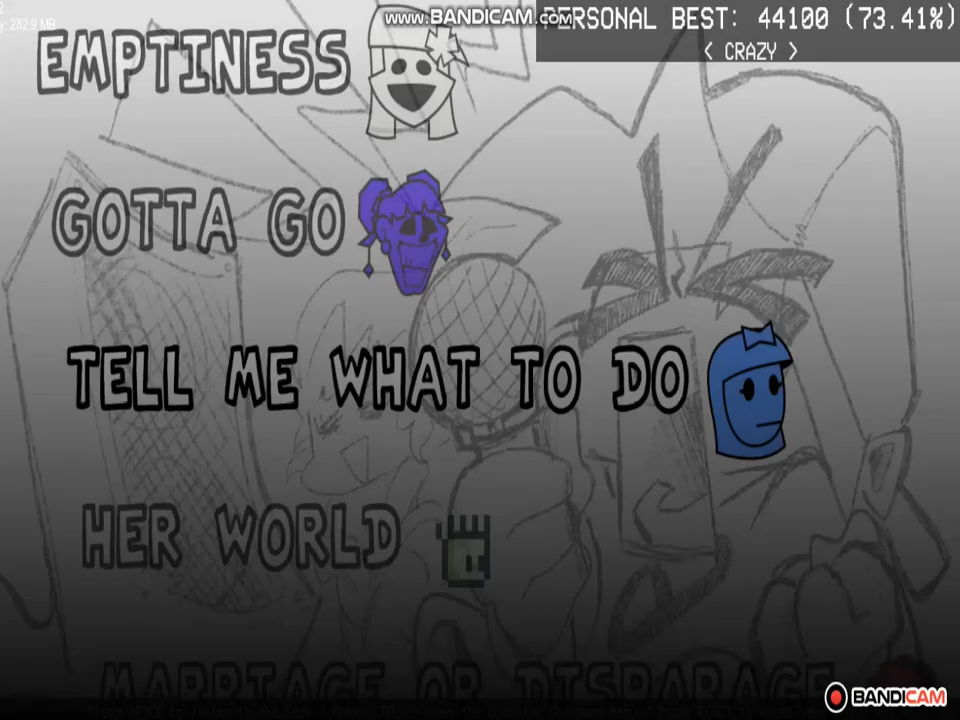 www.BANDICAM.com
PERSONAL BEST: 44100 (73.41%)
< CRAZY >
EMPTINESS
GOTTA GO
TELL ME WHAT TO DO
HER WORLD
MARRIAGE OR DISPARAGE
BANDICAM